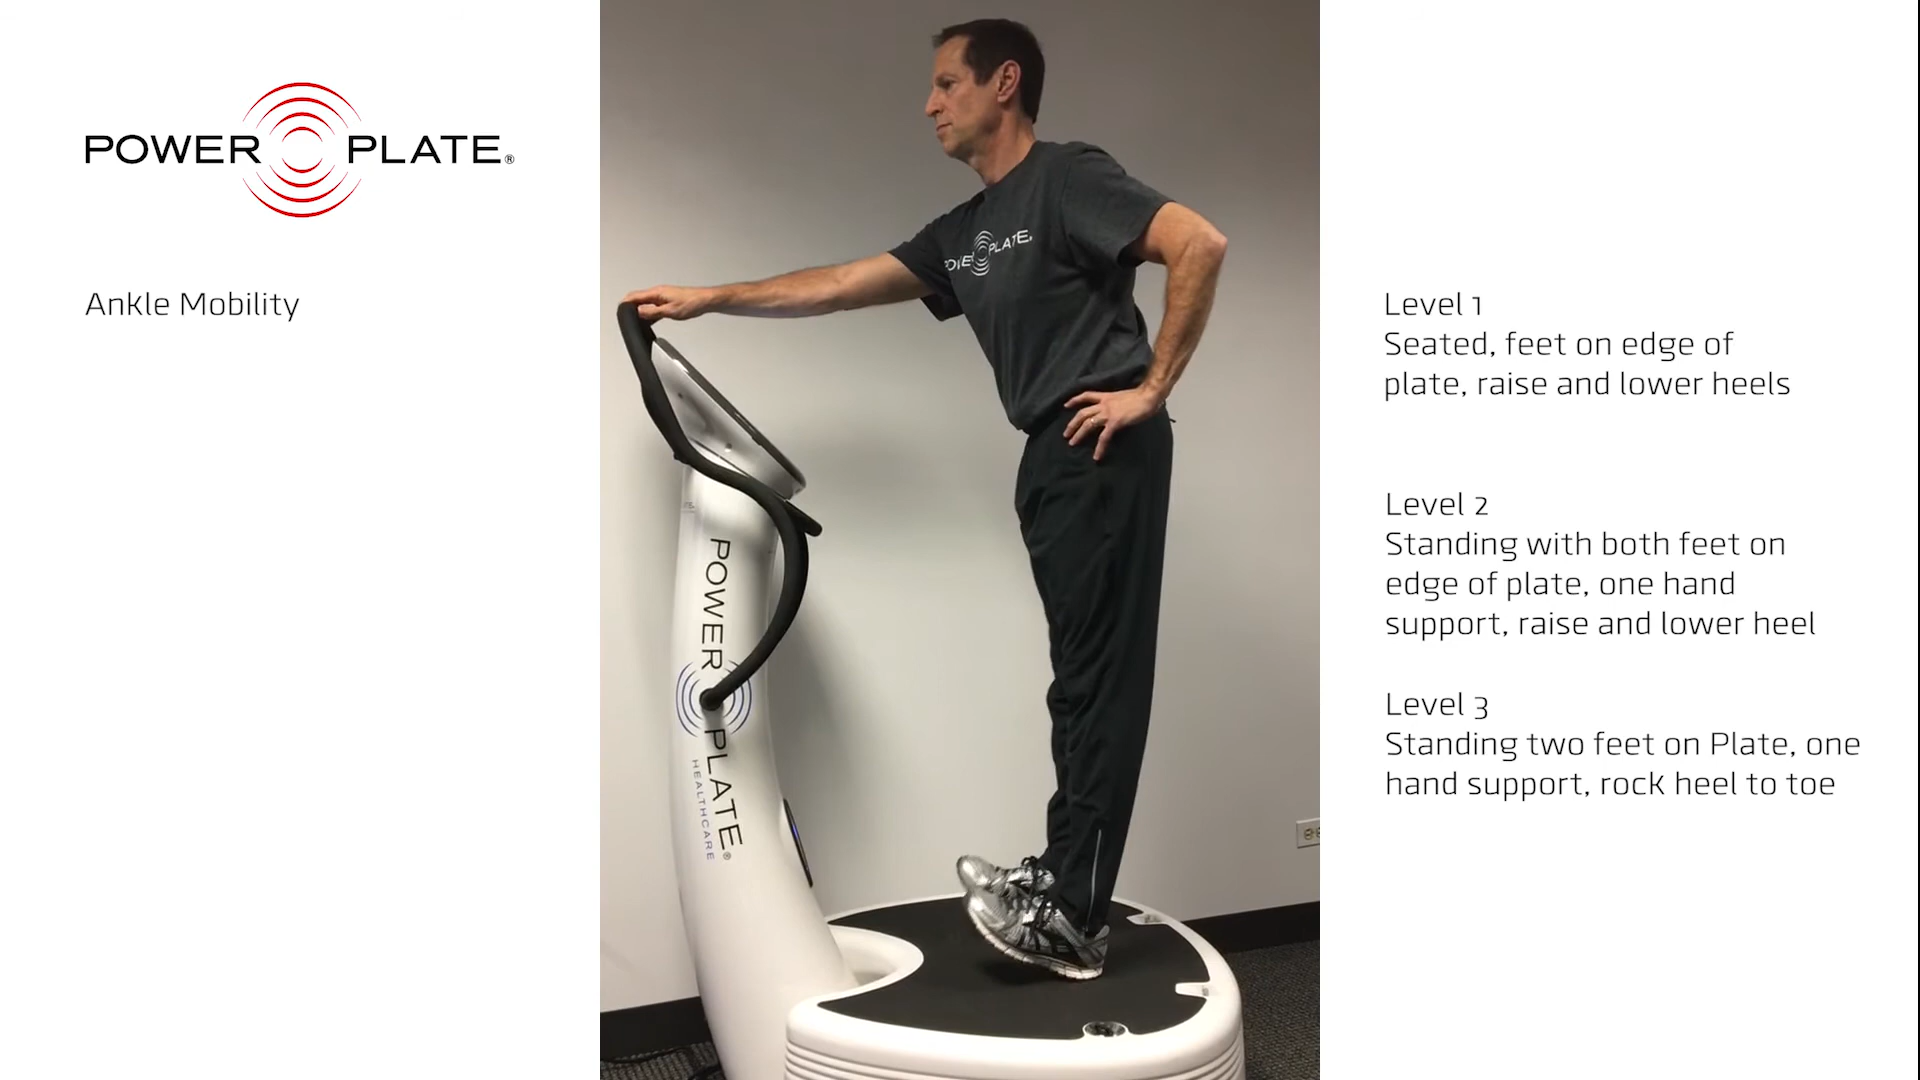 POWER PLATE®
Ankle Mobility
POWER PLATE®
POWER PLATE®
HEALTHCARE
Level 1
Seated, feet on edge of
plate, raise and lower heels
Level 2
Standing with both feet on
edge of plate, one hand
support, raise and lower heel
Level 3
Standing two feet on Plate, one
hand support, rock heel to toe